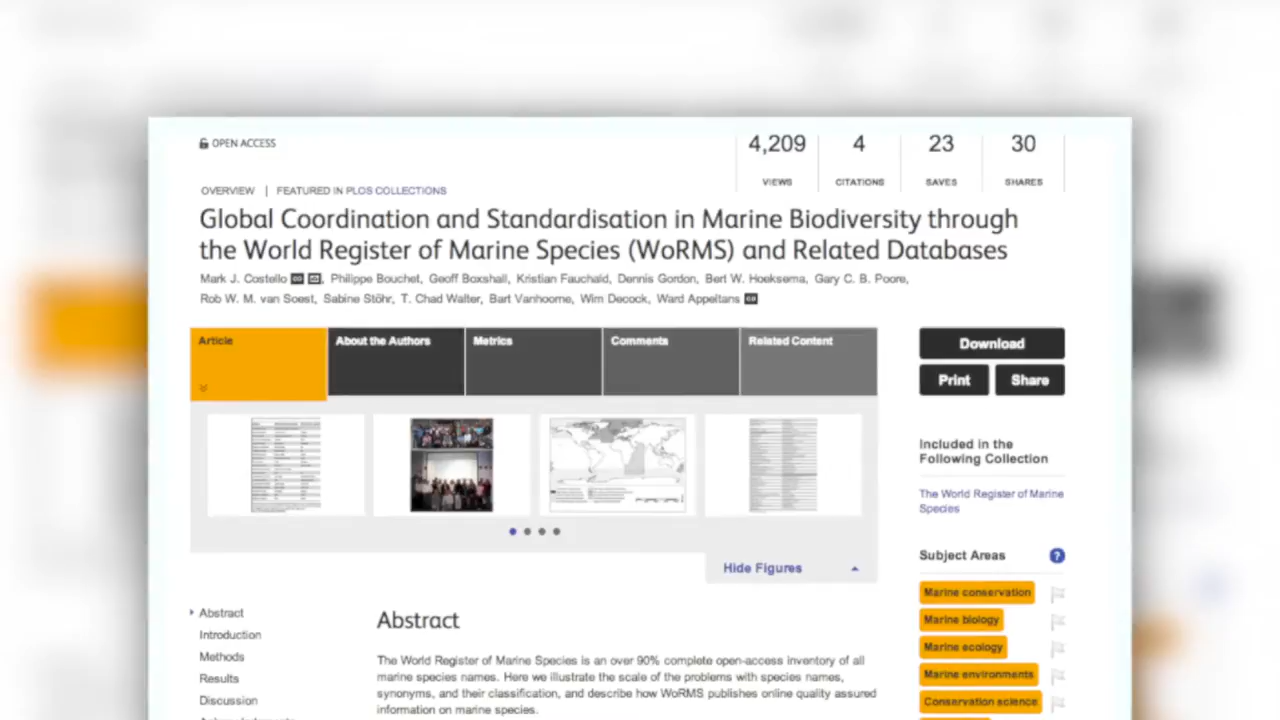 OPEN ACCESS
4,209 4 23 30
VIEWS CITATIONS SAVES SHARES
OVERVIEW | FEATURED IN PLOS COLLECTIONS
Global Coordination and Standardisation in Marine Biodiversity through
the World Register of Marine Species (WoRMS) and Related Databases
Mark J. Costello, Philippe Bouchet, Geoff Boxshall, Kristian Fauchald, Dennis Gordon, Bert W. Hoeksema, Gary C. B. Poore,
Rob W. M. van Soest, Sabine Stöhr, T. Chad Walter, Bart Vanhoorne, Wim Decock, Ward Appeltans
Article About the Authors Metrics Comments Related Content
Download
Print Share
Included in the
Following Collection
The World Register of Marine
Species
Hide Figures
Subject Areas ?
Marine conservation
Marine biology
Marine ecology
Marine environments
Conservation science
Abstract
Introduction
Methods
Results
Discussion
Abstract
The World Register of Marine Species is an over 90% complete open-access inventory of all
marine species names. Here we illustrate the scale of the problems with species names,
synonyms, and their classification, and describe how WoRMS publishes online quality assured
information on marine species.